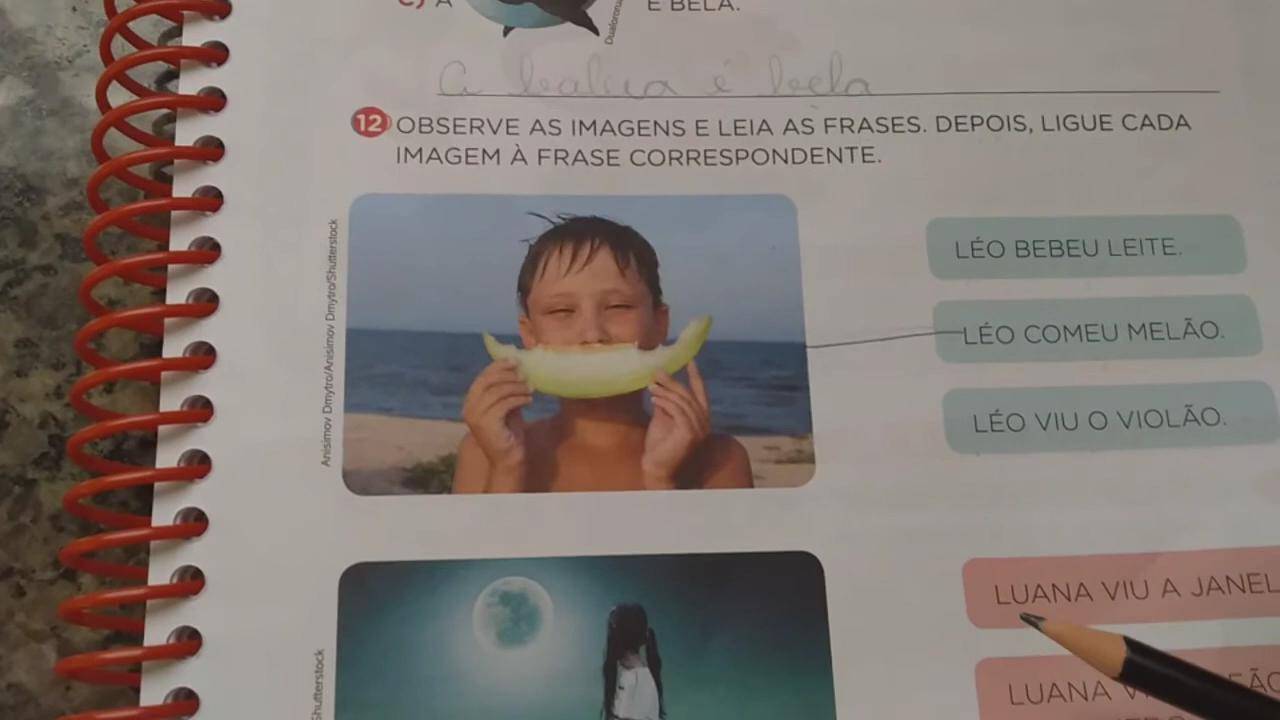 C) A É BELA.
a baleia é bela
12 OBSERVE AS IMAGENS E LEIA AS FRASES. DEPOIS, LIGUE CADA
IMAGEM À FRASE CORRESPONDENTE.
Anisimov Dmytro/Anisimov Dmytro/Shutterstock
LÉO BEBEU LEITE.
LÉO COMEU MELÃO.
LÉO VIU O VIOLÃO.
Shutterstock
LUANA VIU A JANEL
LUANA